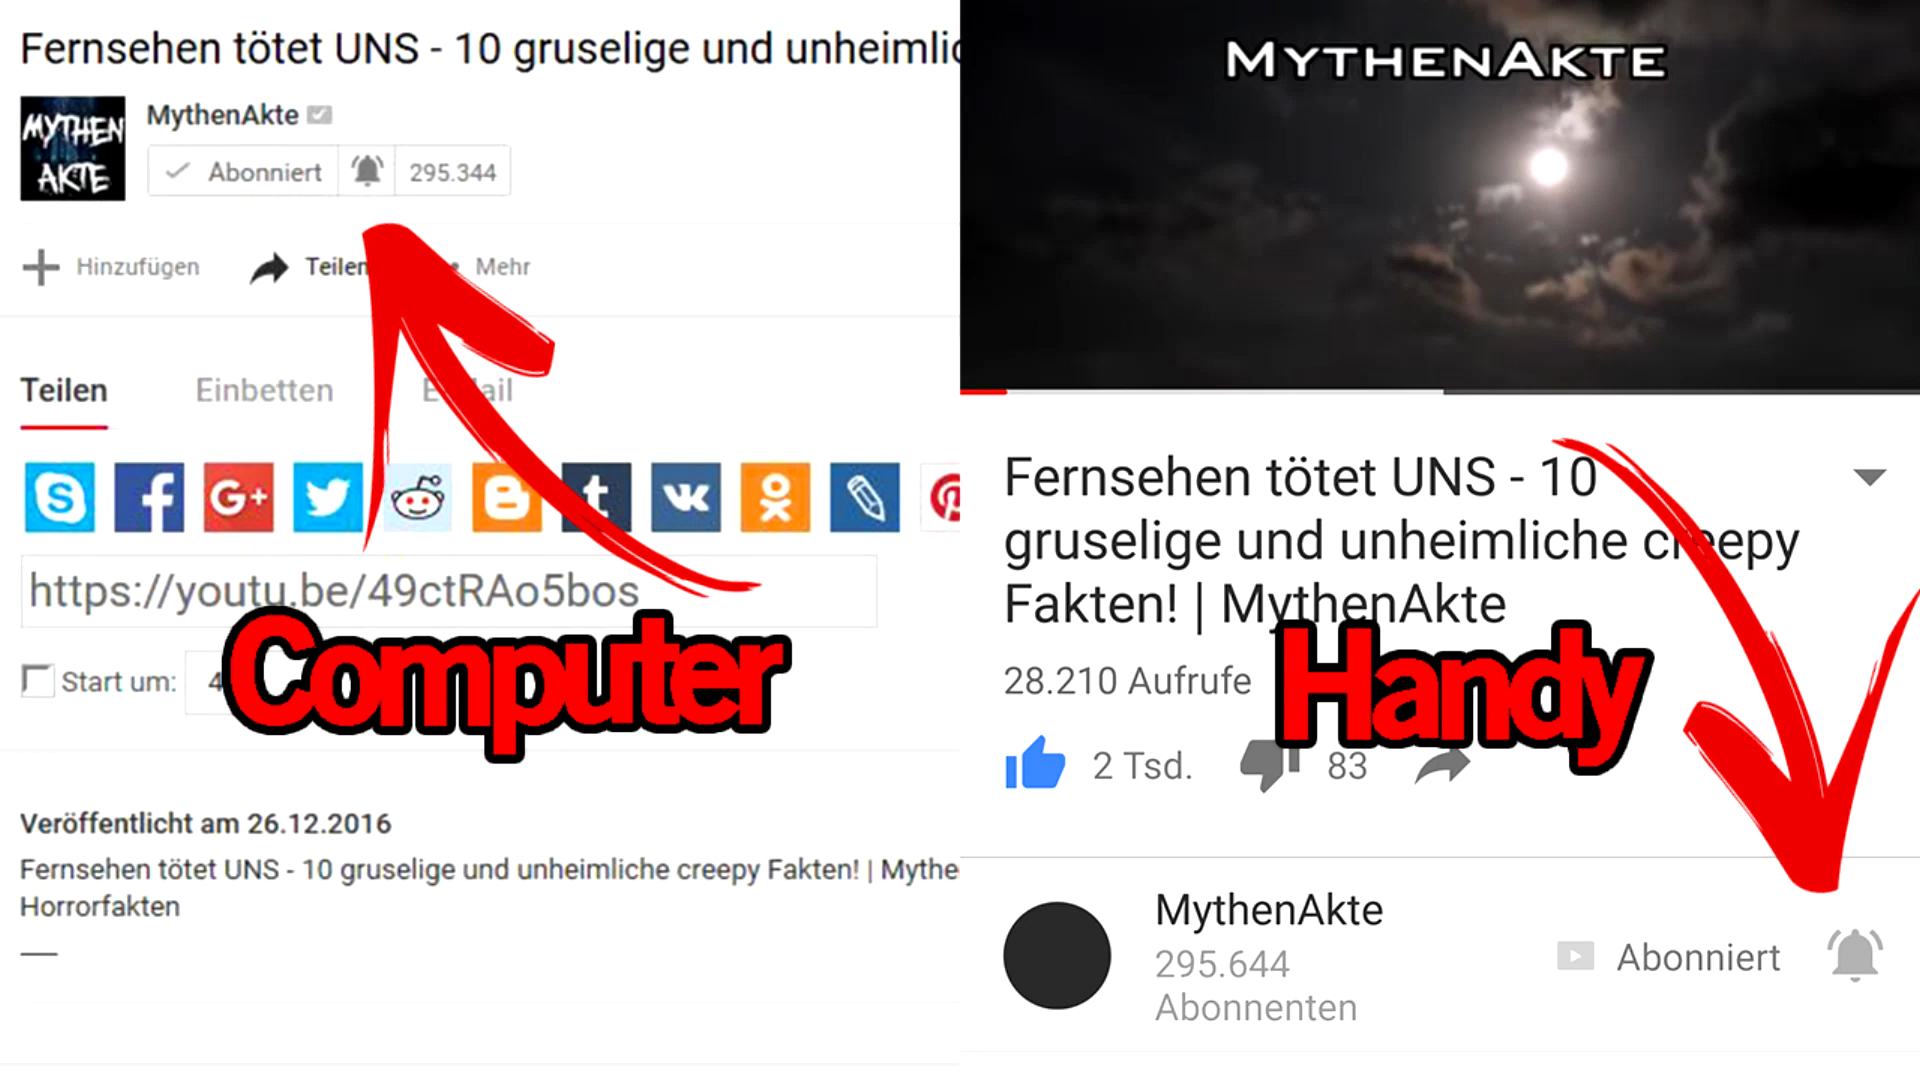 Fernsehen tötet UNS - 10 gruselige und
MYTHEN
AKTE
MythenAkte
Abonniert 295.344
Hinzufügen Teilen Mehr
Teilen Einbetten
G+ t
https://youtu.be/49ctRAo5bos
Start um: 4
Computer
Veröffentlicht am 26.12.2016
Fernsehen tötet UNS - 10 gruselige und unheimliche creepy Fakten! | Mythe
Horrorfakten
MYTHENAKTE
Fernsehen tötet UNS - 10
gruselige und unheimliche creepy
Fakten! | MythenAkte
28.210 Aufrufe
Handy
2 Tsd. 83
MythenAkte
295.644
Abonnenten
Abonniert